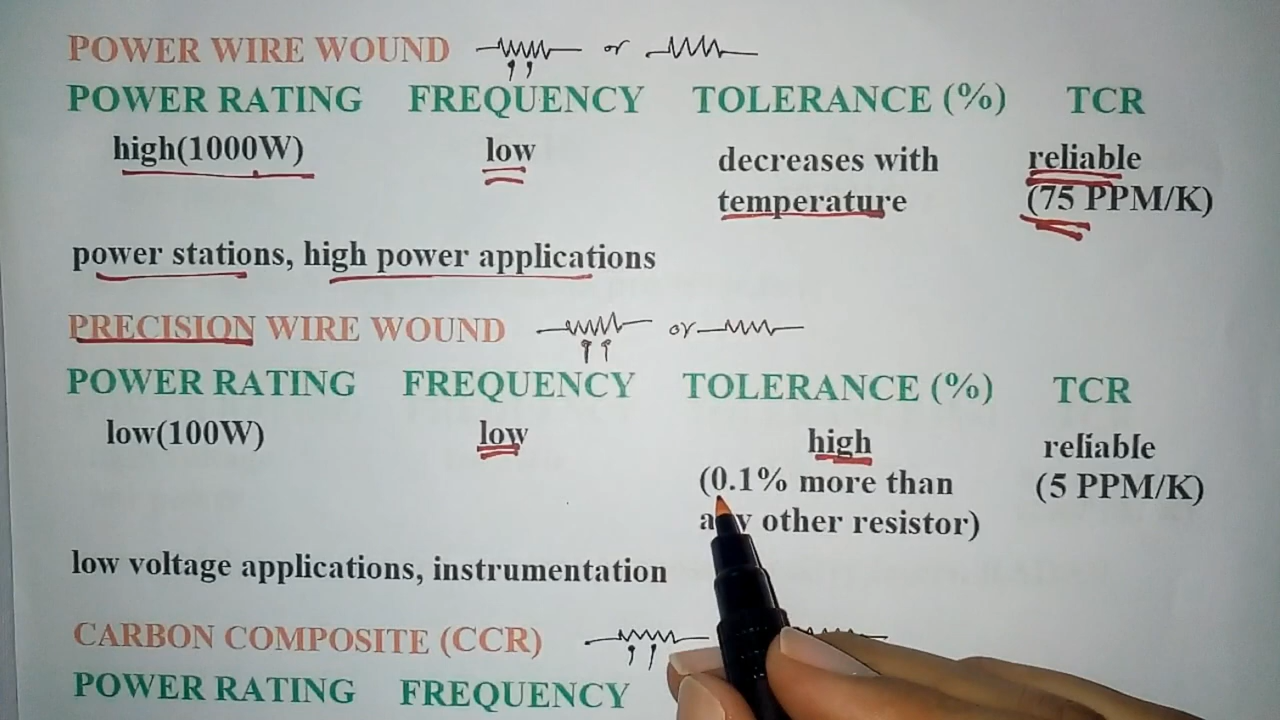 POWER WIRE WOUND or
POWER RATING FREQUENCY TOLERANCE (%) TCR
high(1000W) low decreases with temperature reliable (75 PPM/K)
power stations, high power applications
PRECISION WIRE WOUND or
POWER RATING FREQUENCY TOLERANCE (%) TCR
low(100W) low high reliable
(0.1% more than (5 PPM/K)
other resistor)
low voltage applications, instrumentation
CARBON COMPOSITE (CCR)
POWER RATING FREQUENCY